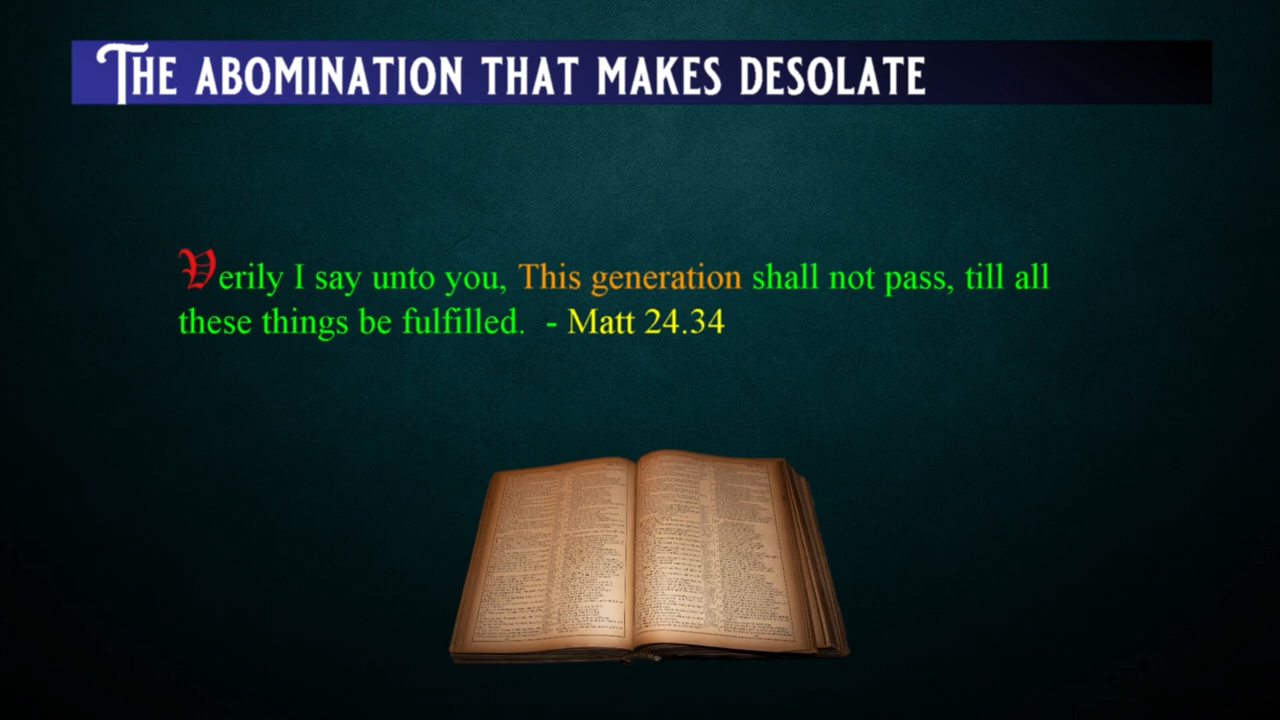 The abomination that makes desolate
Verily I say unto you, This generation shall not pass, till all
these things be fulfilled. - Matt 24.34